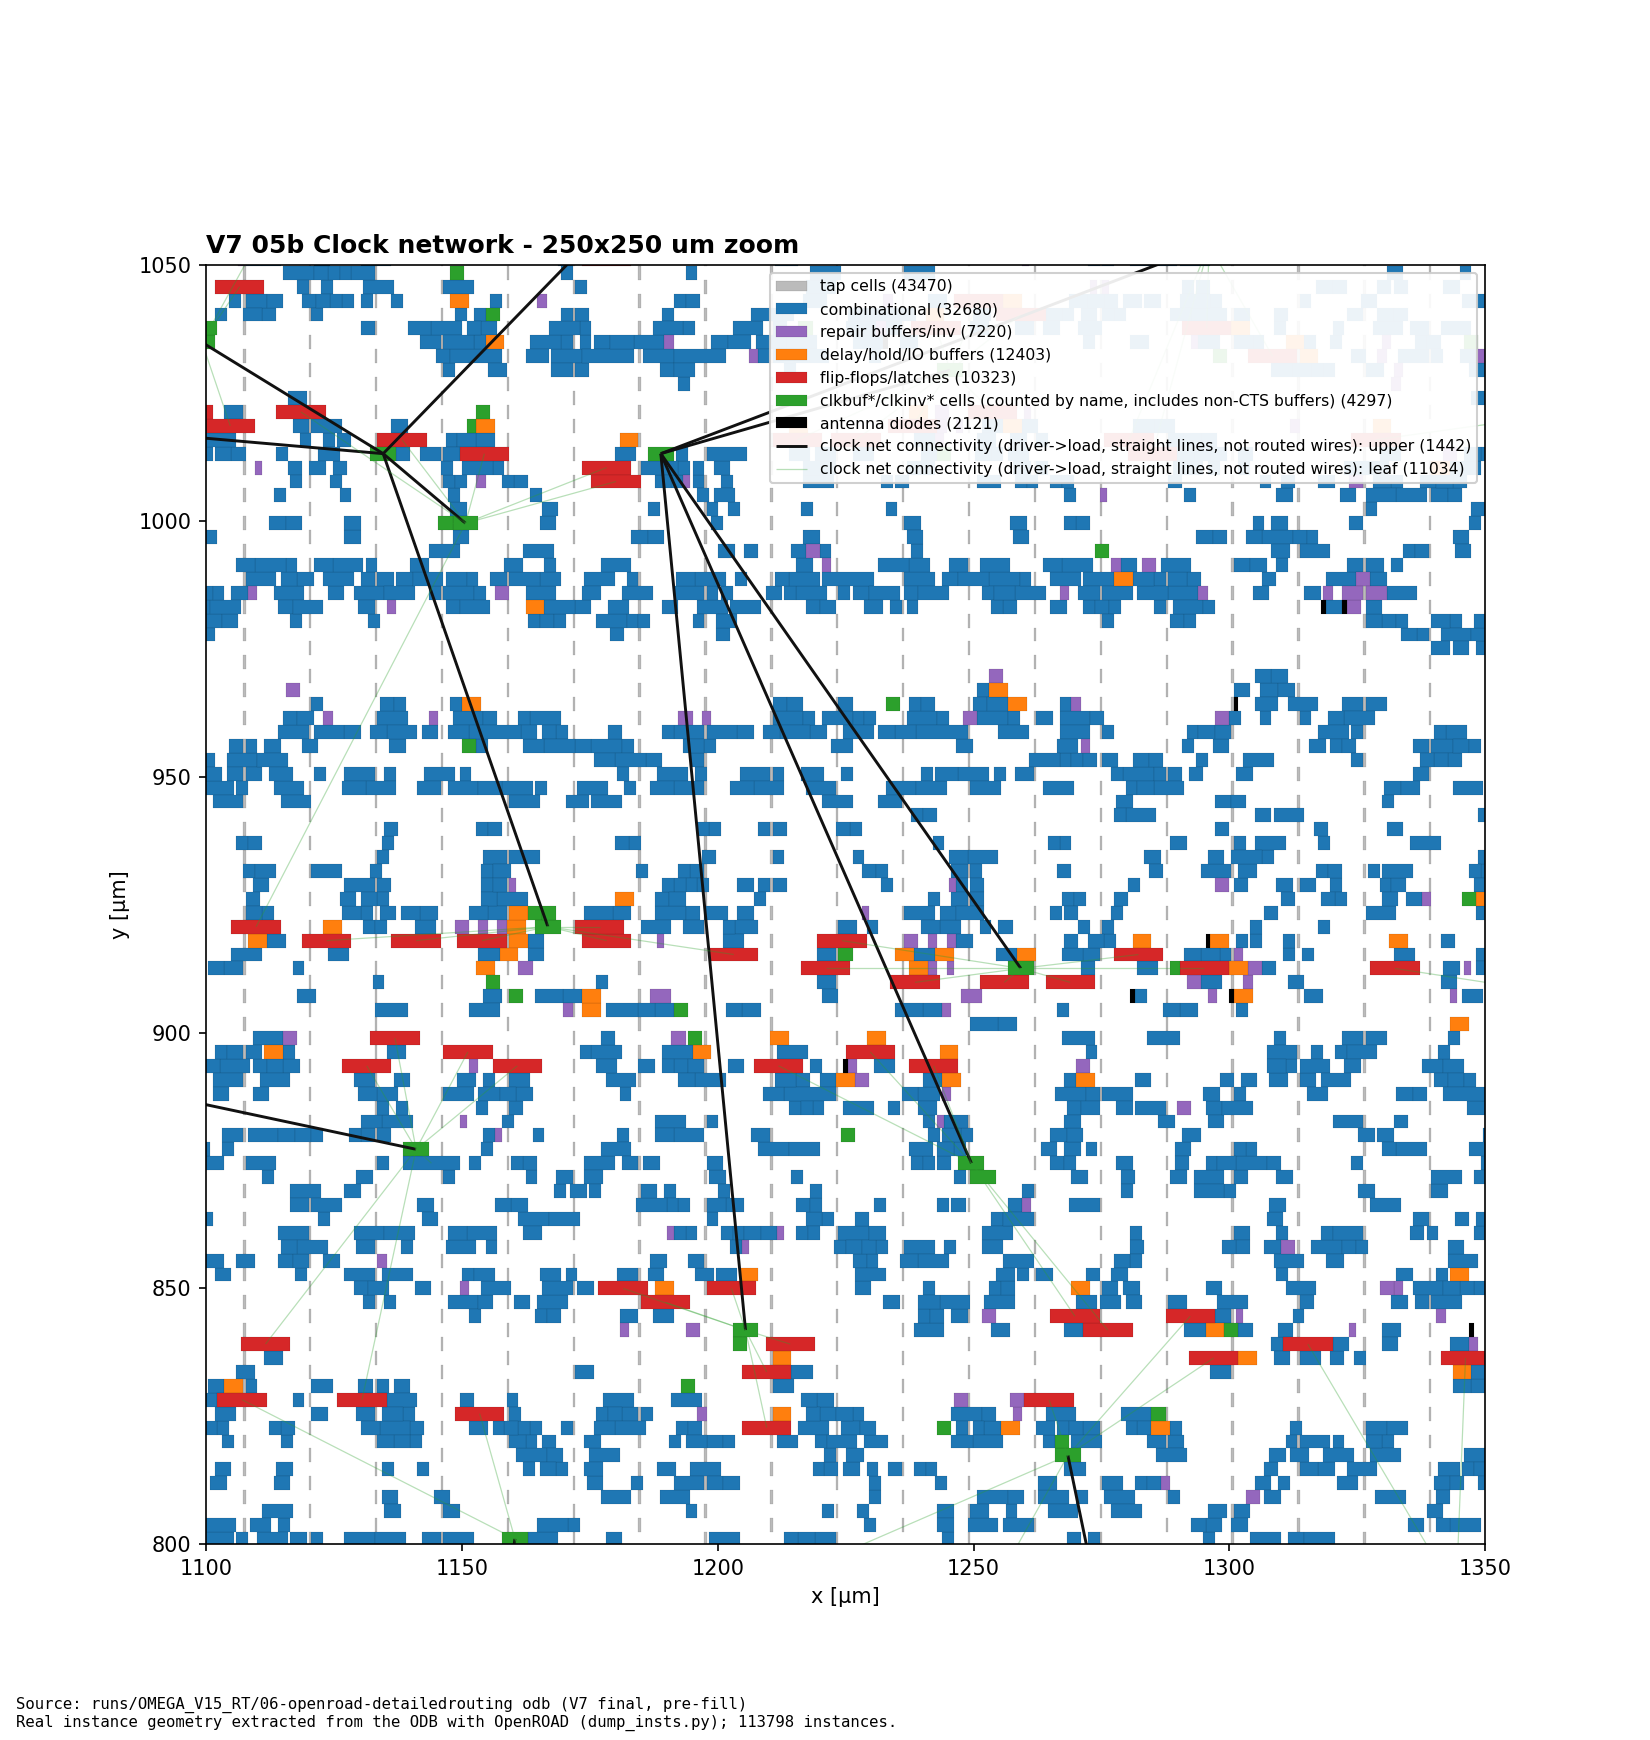 V7 05b Clock network - 250x250 um zoom
1050
1000
950
900
850
800
y [µm]
tap cells (43470)
combinational (32680)
repair buffers/inv (7220)
delay/hold/IO buffers (12403)
flip-flops/latches (10323)
clkbuf*/clkinv* cells (counted by name, includes non-CTS buffers) (4297)
antenna diodes (2121)
clock net connectivity (driver->load, straight lines, not routed wires): upper (1442)
clock net connectivity (driver->load, straight lines, not routed wires): leaf (11034)
1100
1150
1200
1250
1300
1350
x [µm]
Source: runs/OMEGA_V15_RT/06-openroad-detailedrouting odb (V7 final, pre-fill)
Real instance geometry extracted from the ODB with OpenROAD (dump_insts.py); 113798 instances.